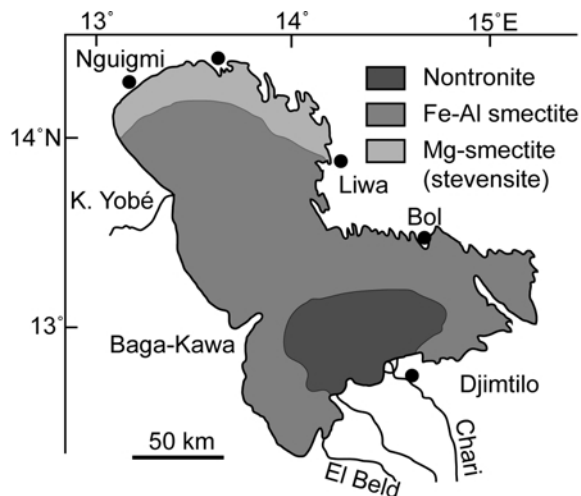 13°
14°
15°E
Nguigmi
Nontronite
Fe-Al smectite
Mg-smectite
(stevensite)
14°N
Liwa
K. Yobé
Bol
13°
Baga-Kawa
Djimtilo
50 km
El Beld
Chari